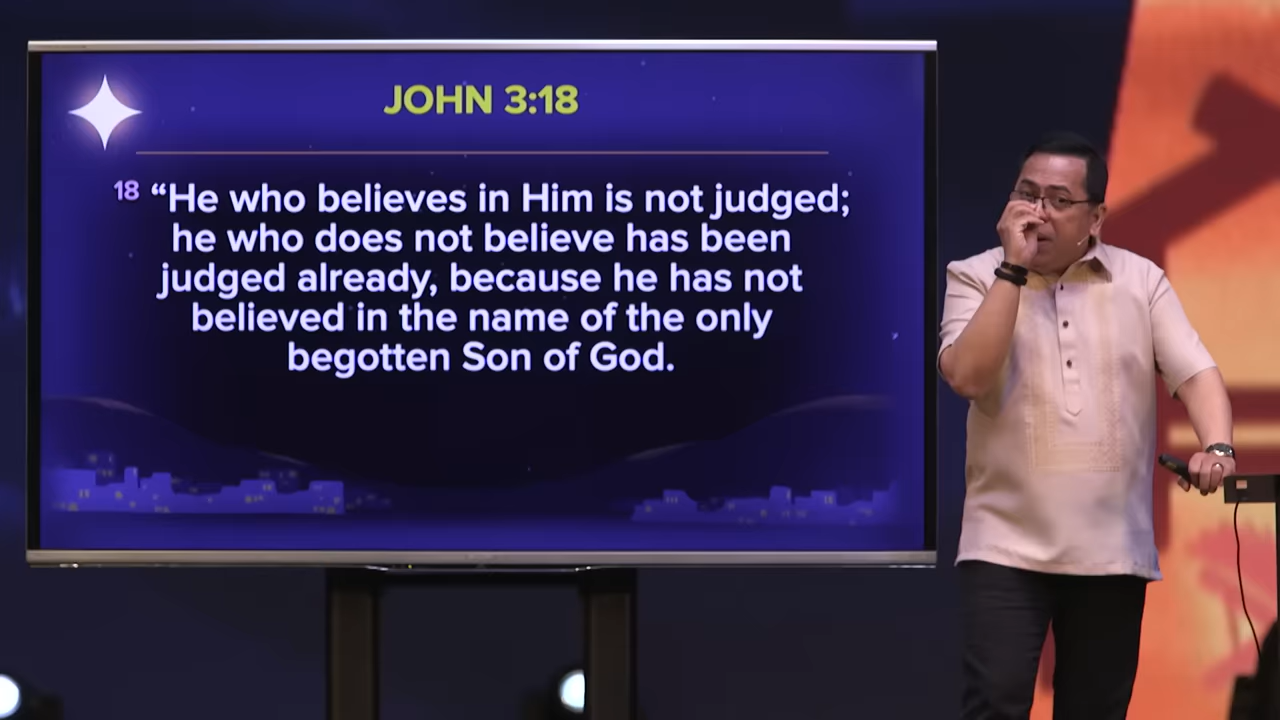 JOHN 3:18
18 “He who believes in Him is not judged;
he who does not believe has been
judged already, because he has not
believed in the name of the only
begotten Son of God.